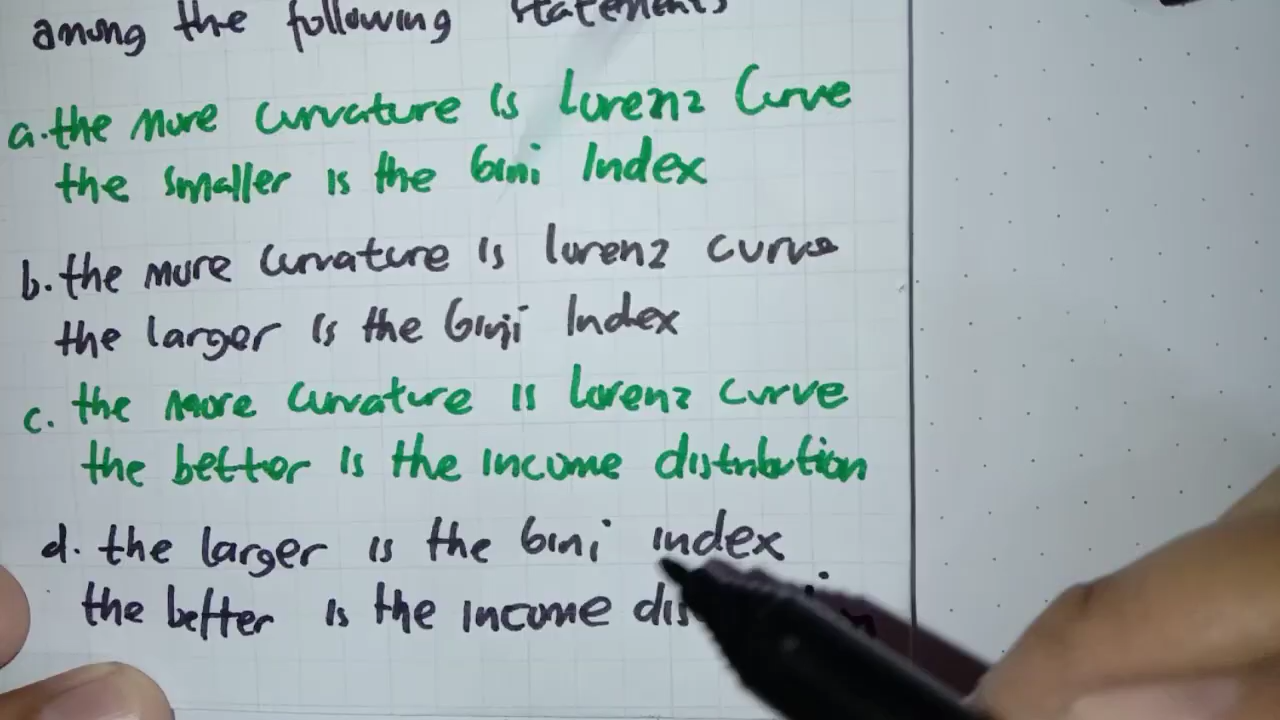 among the following statements
a. the more curvature is Lorenz Curve
the smaller is the Gini Index
b. the more curvature is lorenz curve
the larger is the Gini Index
c. the more curvature is Lorenz curve
the better is the income distribution
d. the larger is the Gini index
the better is the income